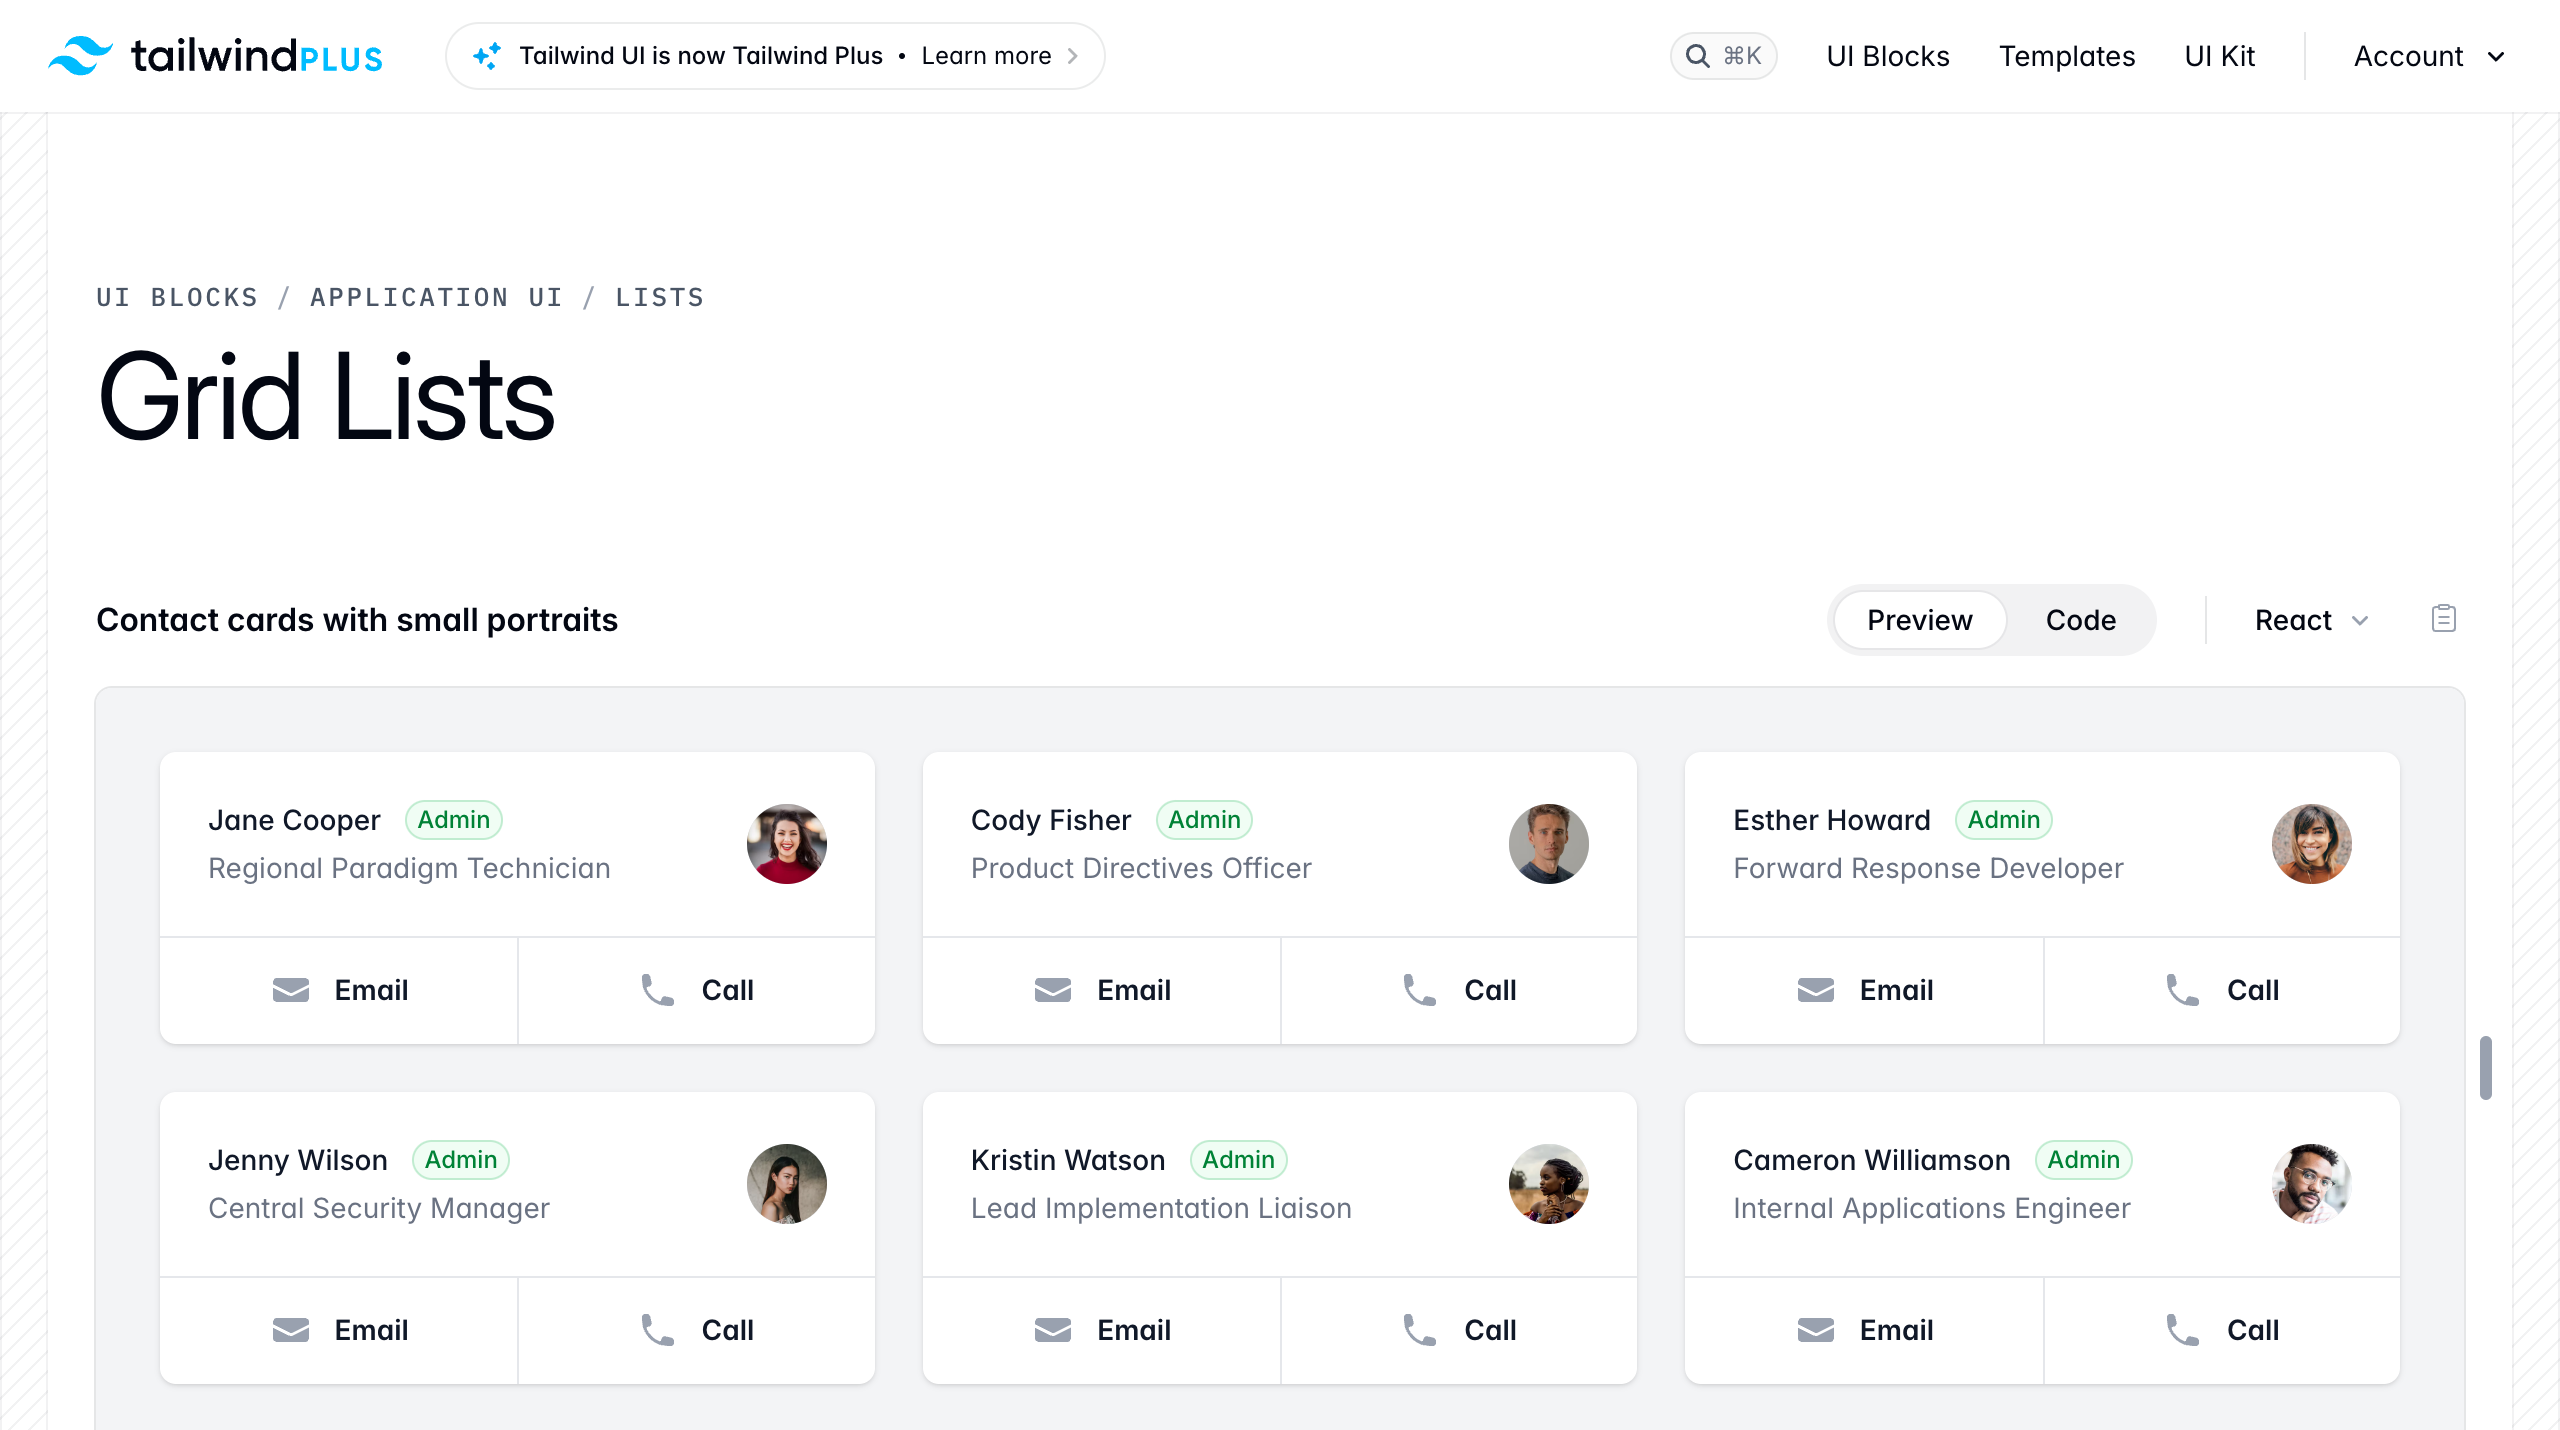 tailwindPLUS
Tailwind UI is now Tailwind Plus • Learn more
⌘K
UI Blocks
Templates
UI Kit
Account
UI BLOCKS / APPLICATION UI / LISTS
Grid Lists
Contact cards with small portraits
Preview
Code
React
Jane Cooper Admin
Regional Paradigm Technician
Email
Call
Cody Fisher Admin
Product Directives Officer
Email
Call
Esther Howard Admin
Forward Response Developer
Email
Call
Jenny Wilson Admin
Central Security Manager
Email
Call
Kristin Watson Admin
Lead Implementation Liaison
Email
Call
Cameron Williamson Admin
Internal Applications Engineer
Email
Call